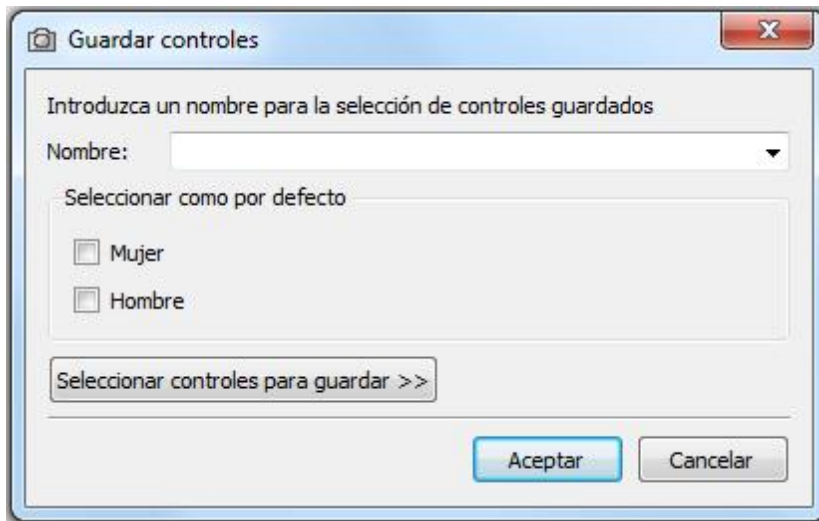 Guardar controles
Introduzca un nombre para la selección de controles guardados
Nombre:
Seleccionar como por defecto
Mujer
Hombre
Seleccionar controles para guardar >>
Aceptar Cancelar